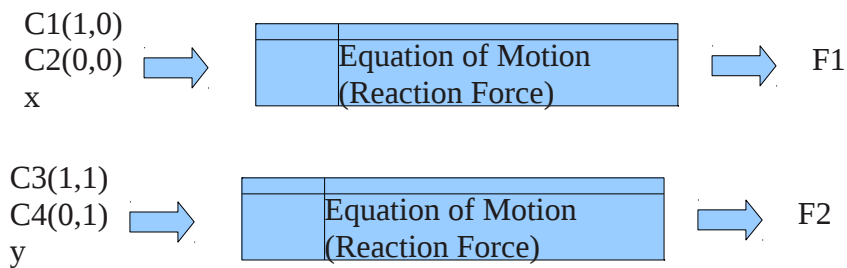 C1(1,0)
C2(0,0)
x
Equation of Motion
(Reaction Force)
F1
C3(1,1)
C4(0,1)
y
Equation of Motion
(Reaction Force)
F2